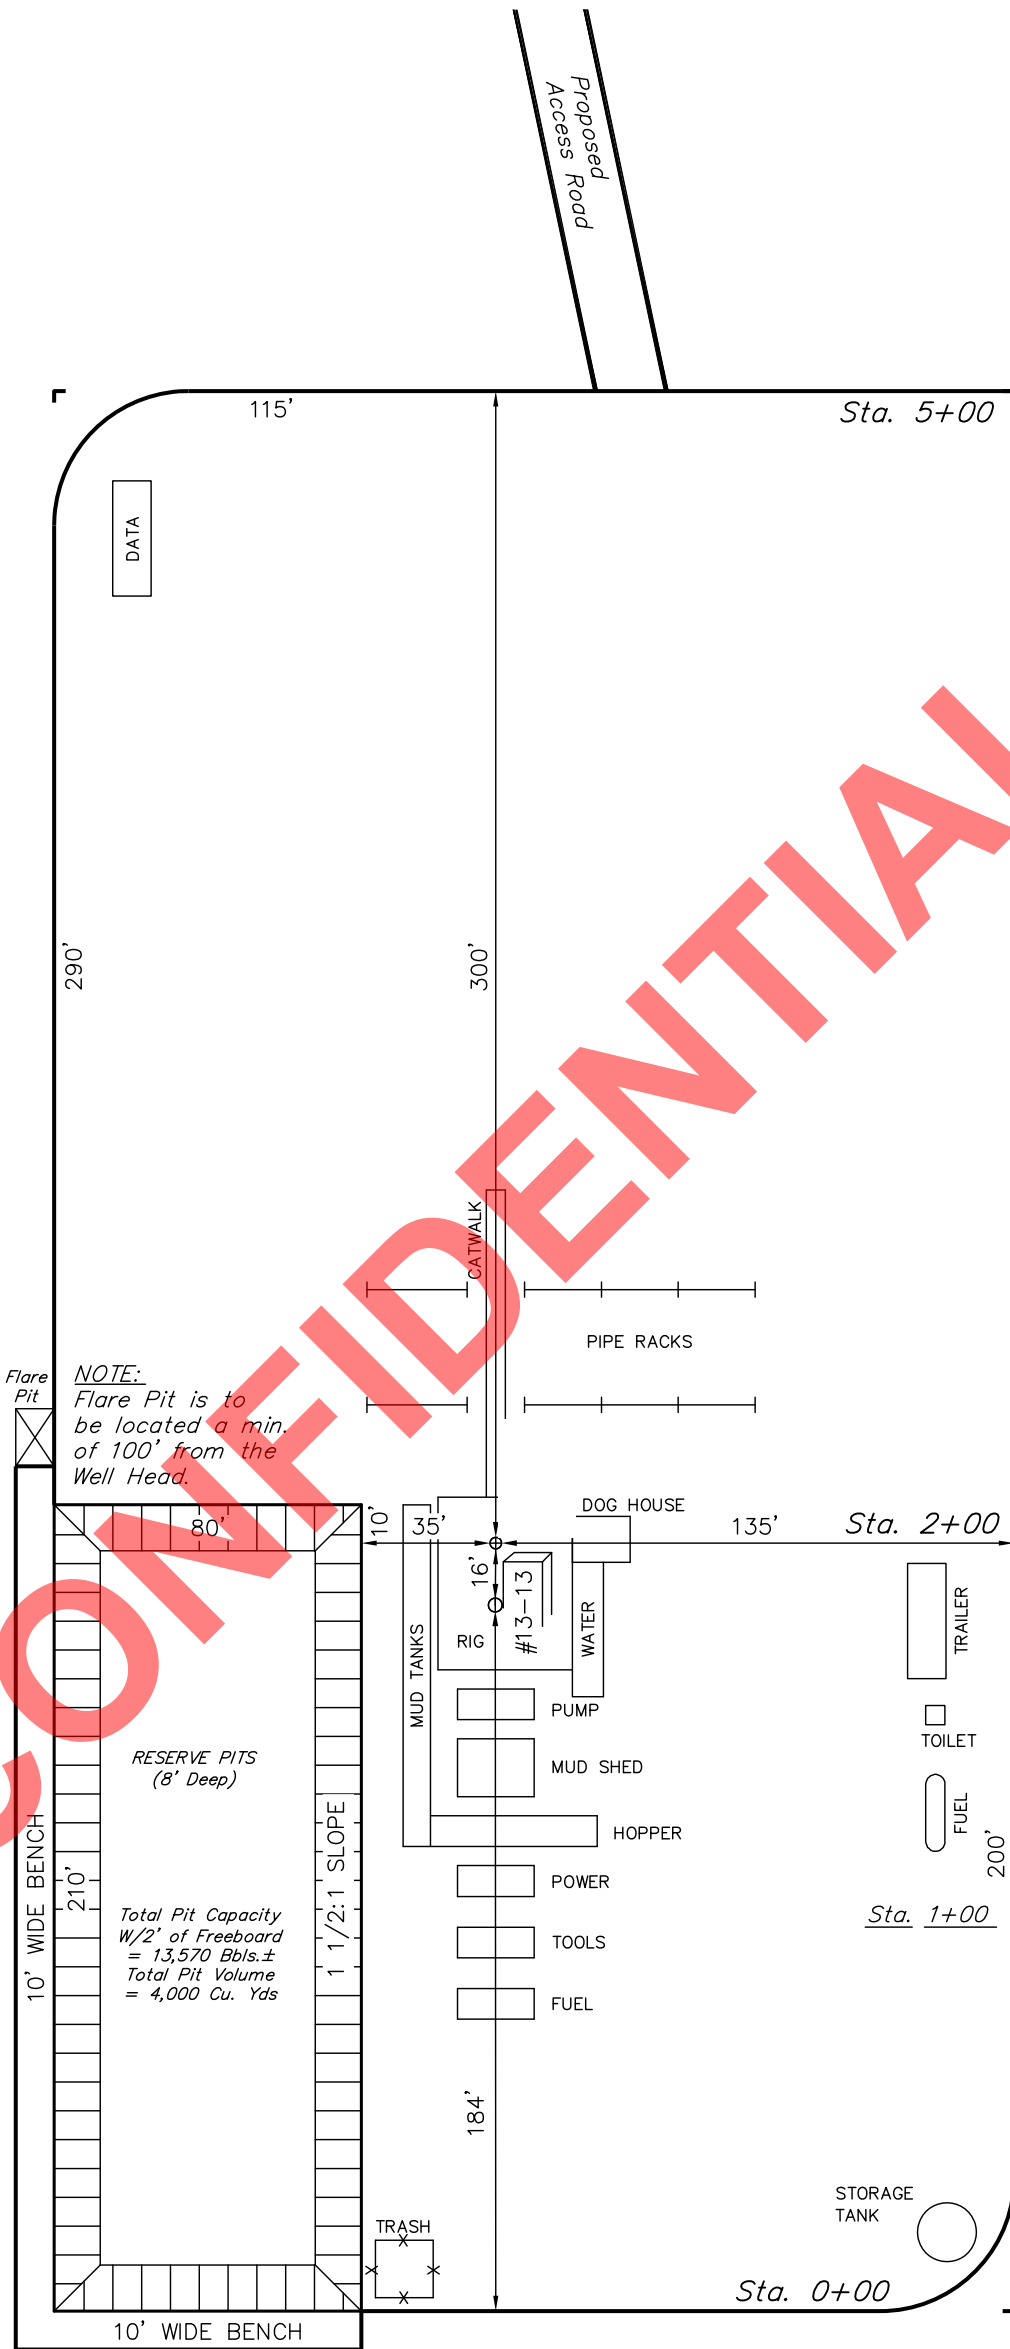 Proposed
Access Road
115'
Sta. 5+00
DATA
290'
300'
CONFIDENTIAL
CATWALK
PIPE RACKS
Flare
Pit
NOTE:
Flare Pit is to
be located a min.
of 100' from the
Well Head.
80'
10'
35'
DOG HOUSE
135'
Sta. 2+00
16'
#13-13
RIG
WATER
MUD TANKS
TRAILER
PUMP
TOILET
MUD SHED
RESERVE PITS
(8' Deep)
FUEL
HOPPER
1 1/2:1 SLOPE
200'
10' WIDE BENCH
210'
POWER
Total Pit Capacity
W/2' of Freeboard
= 13,570 Bbls.±
Total Pit Volume
= 4,000 Cu. Yds
Sta. 1+00
TOOLS
FUEL
184'
STORAGE
TANK
TRASH
Sta. 0+00
10' WIDE BENCH